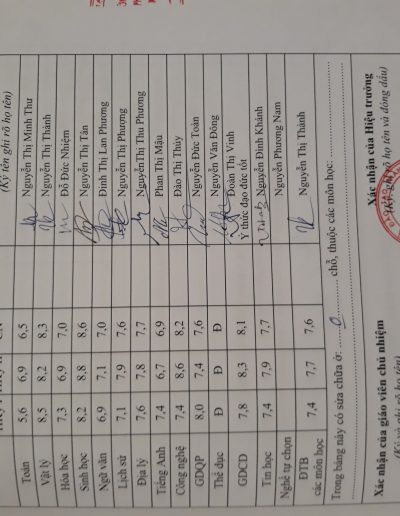 (Ký tên ghi rõ họ tên)
Toán 5,6 6,9 6,5 Nguyễn Thị Minh Thư
Vật lý 8,5 8,2 8,3 Nguyễn Thị Thành
Hóa học 7,3 6,9 7,0 Đỗ Đức Nhiệm
Sinh học 8,2 8,8 8,6 Nguyễn Thị Tân
Ngữ văn 6,9 7,1 7,0 Đinh Thị Lan Phương
Lịch sử 7,1 7,9 7,6 Nguyễn Thị Phượng
Địa lý 7,6 7,8 7,7 Nguyễn Thị Thu Phương
Tiếng Anh 7,4 6,7 6,9 Phan Thị Mậu
Công nghệ 7,4 8,6 8,2 Đào Thị Thúy
GDQP 8,0 7,4 7,6 Nguyễn Đức Toàn
Thể dục Đ Đ Đ Nguyễn Văn Đông
GDCD 7,8 8,3 8,1 Đoàn Thị Vinh
Ý thức đạo đức tốt
Tin học 7,4 7,9 7,7 Nguyễn Đình Khánh
Nghề tự chọn Nguyễn Phương Nam
ĐTB
các môn học 7,4 7,7 7,6 Nguyễn Thị Thành
Trong bảng này có sửa chữa ở: 0 chỗ, thuộc các môn học:
Xác nhận của giáo viên chủ nhiệm Xác nhận của Hiệu trưởng
(Ký và ghi rõ họ tên) (Ký, ghi rõ họ tên và đóng dấu)